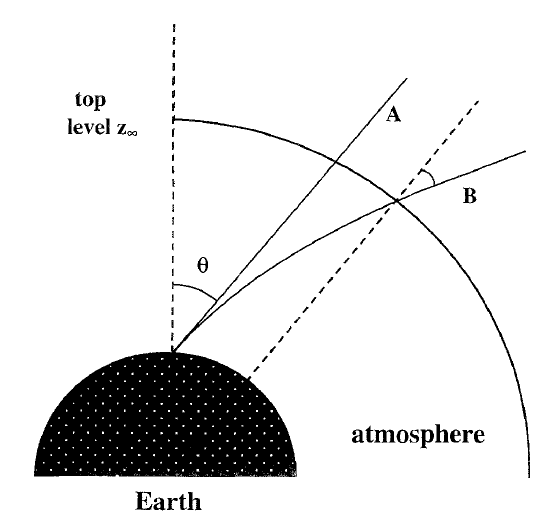 top
level z∞
A
B
θ
atmosphere
Earth